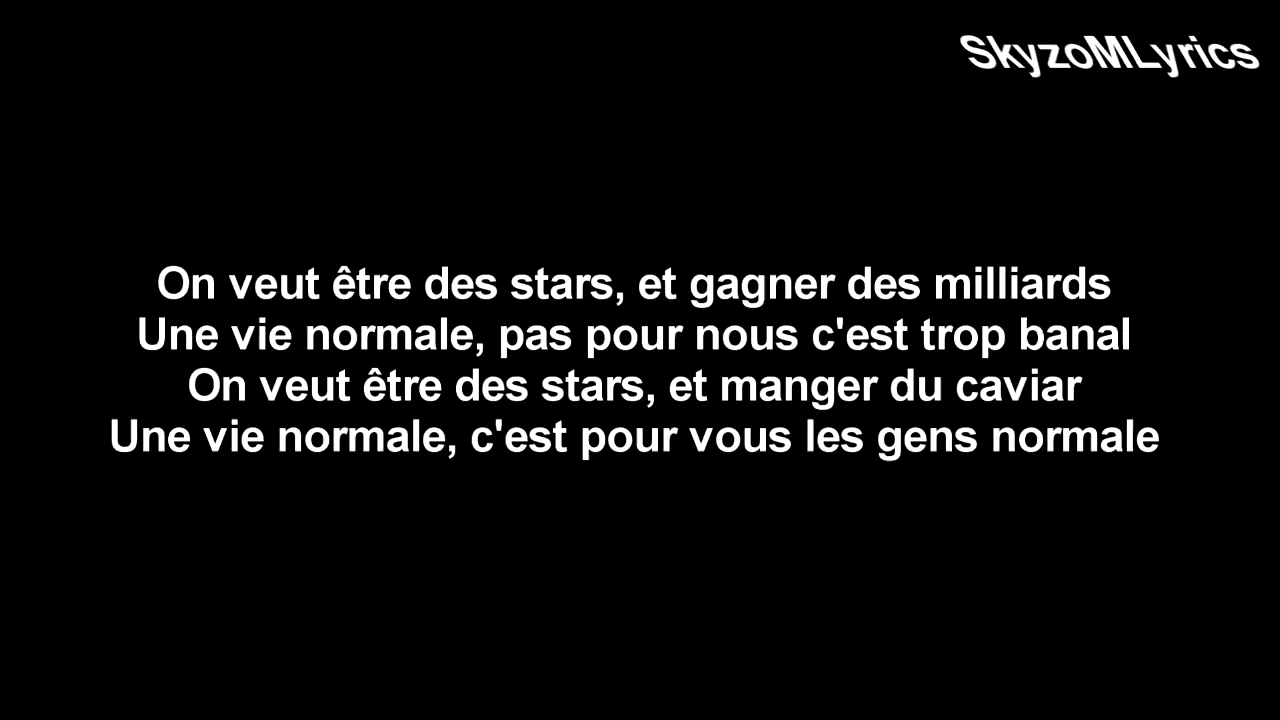 SkyzoMLyrics
On veut être des stars, et gagner des milliards
Une vie normale, pas pour nous c'est trop banal
On veut être des stars, et manger du caviar
Une vie normale, c'est pour vous les gens normale